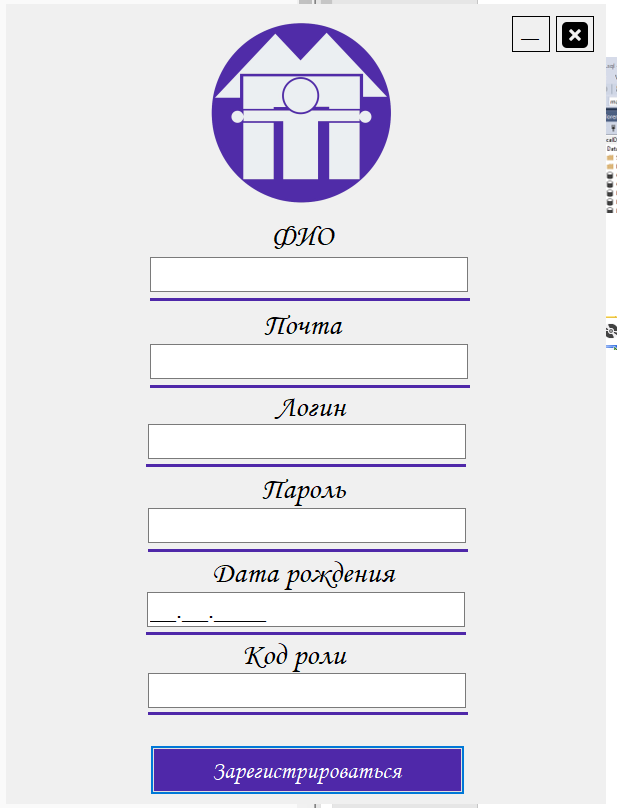 ФИО
Почта
Логин
Пароль
Дата рождения
__.__.____
Код роли
Зарегистрироваться